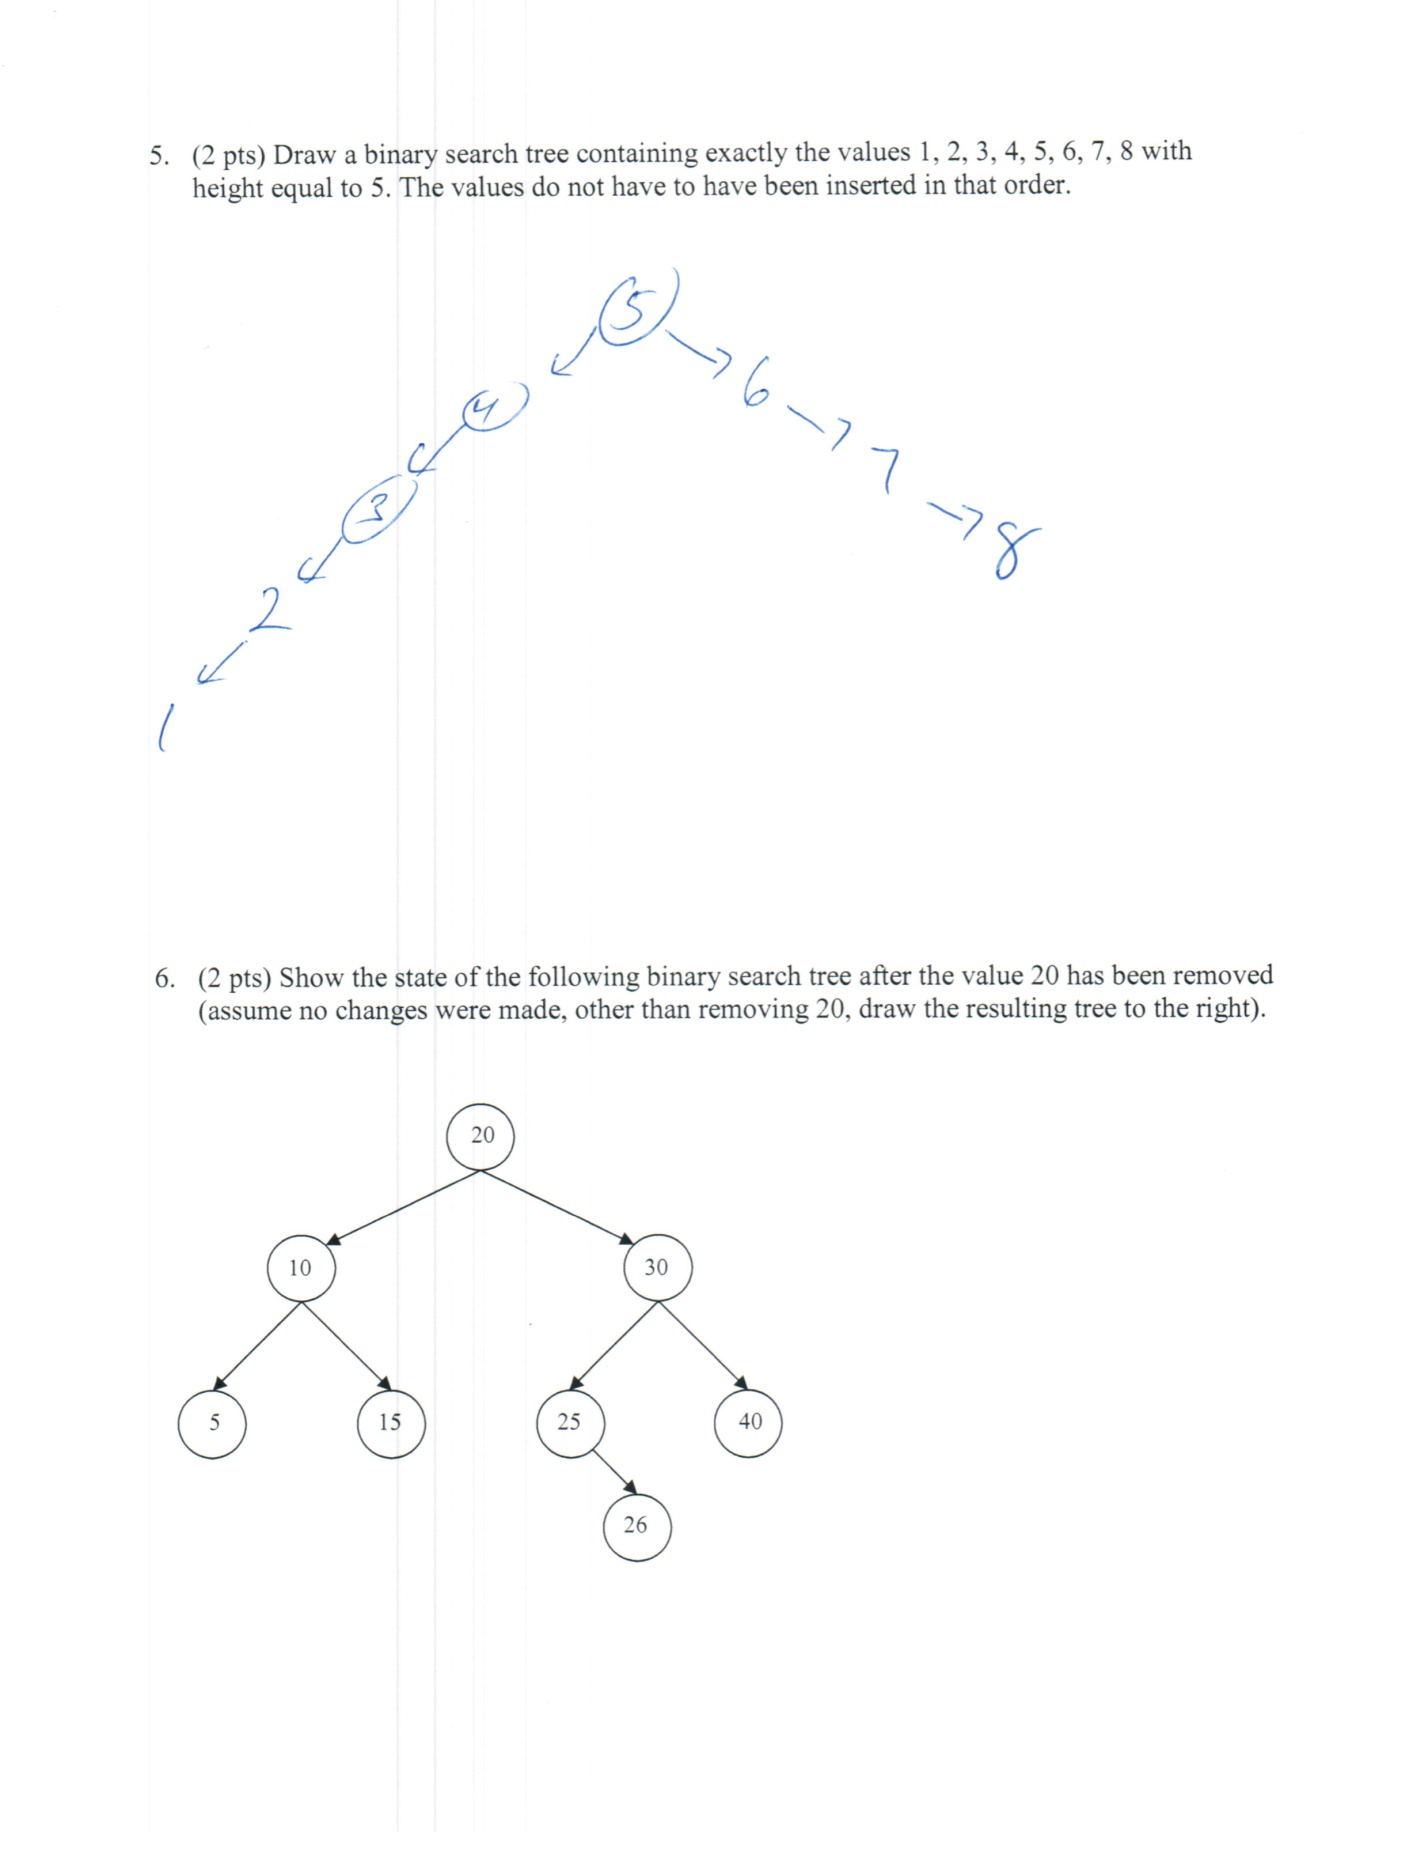 5. (2 pts) Draw a binary search tree containing exactly the values 1, 2, 3, 4, 5, 6, 7, 8 with
height equal to 5. The values do not have to have been inserted in that order.
5
6
4
7
3
8
2
1
6. (2 pts) Show the state of the following binary search tree after the value 20 has been removed
(assume no changes were made, other than removing 20, draw the resulting tree to the right).
20
10 30
5 15 25 40
26